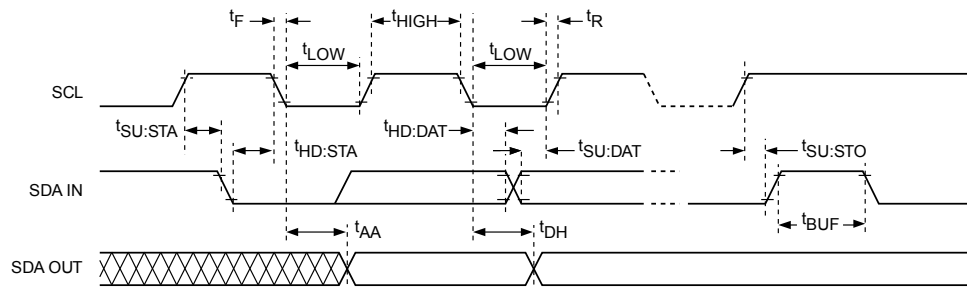 tF
tHIGH
tR
tLOW
tLOW
SCL
tSU:STA
tHD:STA
tHD:DAT
tSU:DAT
tSU:STO
SDA IN
tAA
tDH
tBUF
SDA OUT